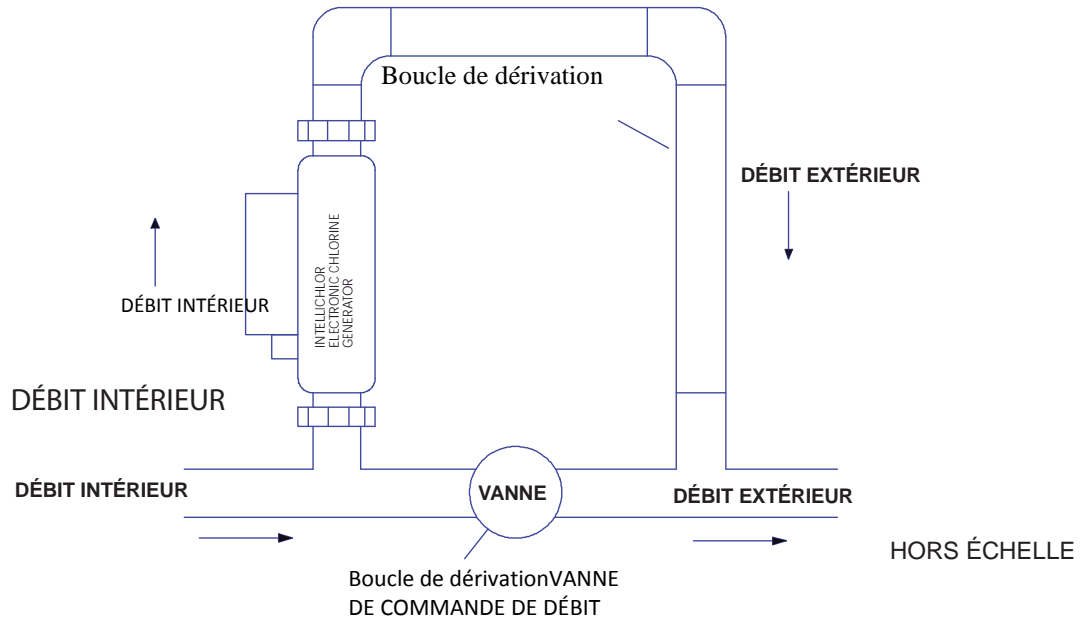 Boucle de dérivation
DÉBIT EXTÉRIEUR
INTELLICHLOR
ELECTRONIC CHLORINE
GENERATOR
DÉBIT INTÉRIEUR
DÉBIT INTÉRIEUR
DÉBIT INTÉRIEUR
VANNE
DÉBIT EXTÉRIEUR
HORS ÉCHELLE
Boucle de dérivationVANNE
DE COMMANDE DE DÉBIT